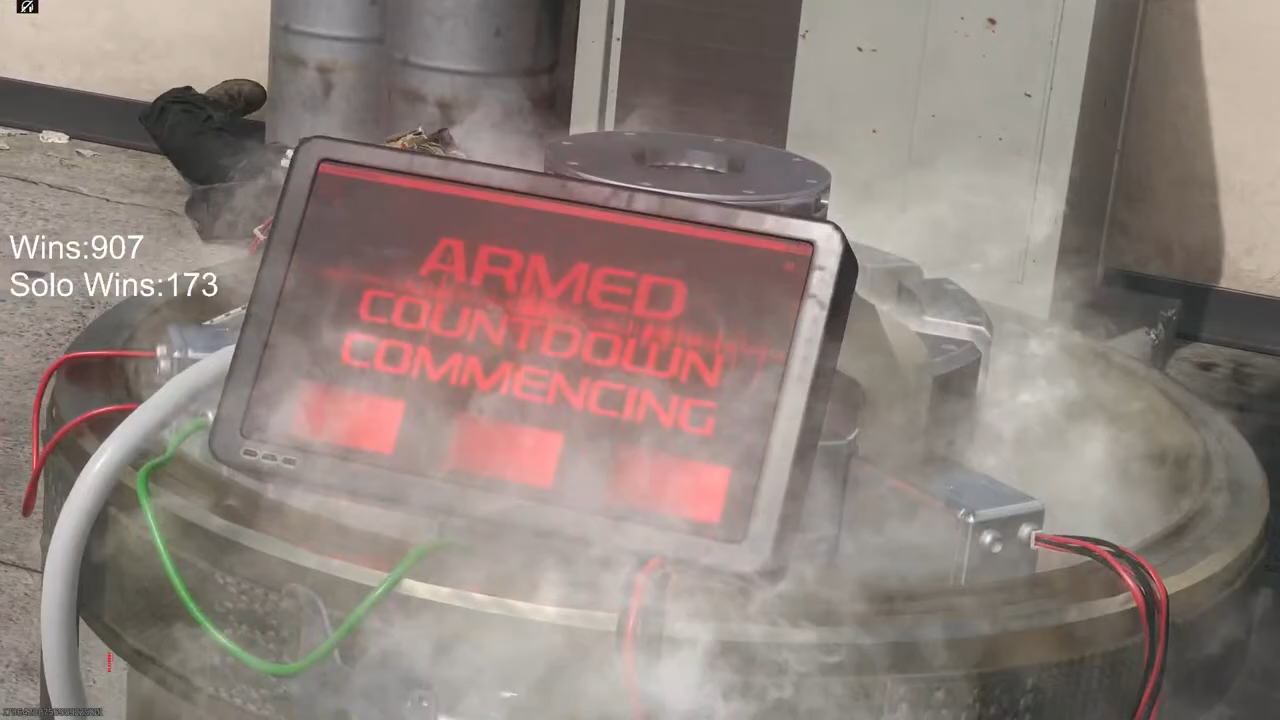 Wins:907
Solo Wins:173
ARMED
COUNTDOWN
COMMENCING